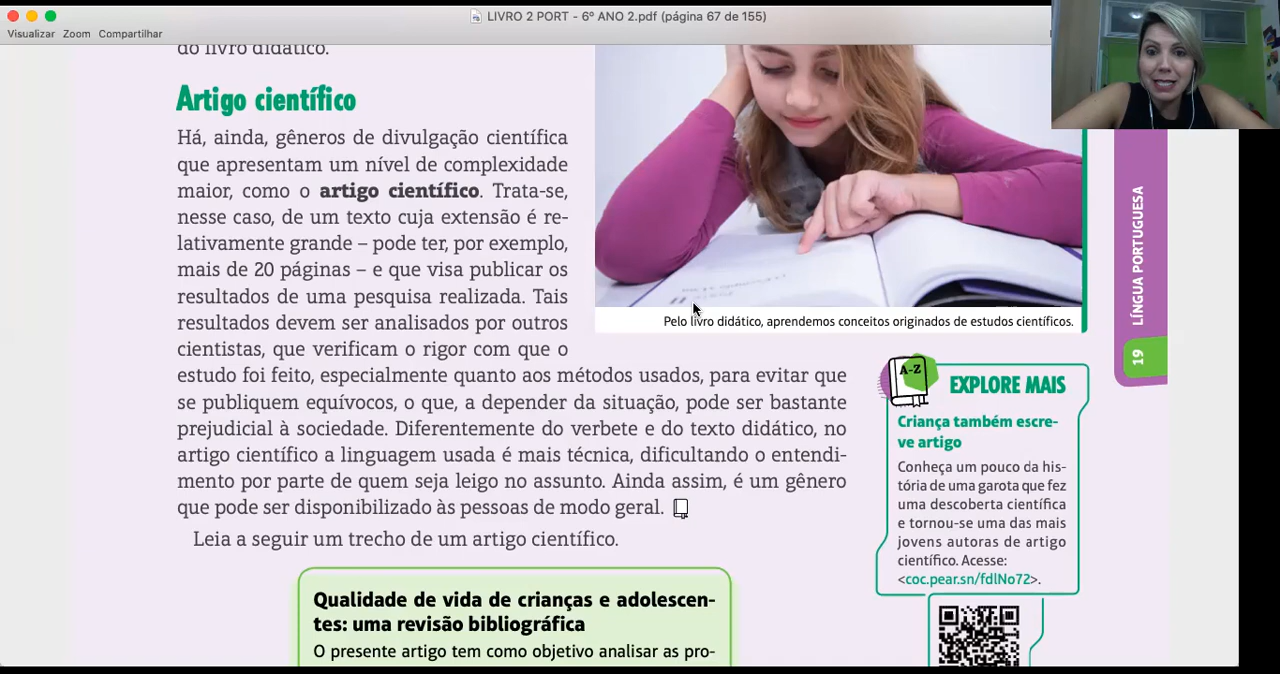 LIVRO 2 PORT - 6º ANO 2.pdf (página 67 de 155)
Visualizar Zoom Compartilhar
do livro didático.
Artigo científico
Há, ainda, gêneros de divulgação científica
que apresentam um nível de complexidade
maior, como o artigo científico. Trata-se,
nesse caso, de um texto cuja extensão é re-
lativamente grande – pode ter, por exemplo,
mais de 20 páginas – e que visa publicar os
resultados de uma pesquisa realizada. Tais
resultados devem ser analisados por outros
cientistas, que verificam o rigor com que o
estudo foi feito, especialmente quanto aos métodos usados, para evitar que
se publiquem equívocos, o que, a depender da situação, pode ser bastante
prejudicial à sociedade. Diferentemente do verbete e do texto didático, no
artigo científico a linguagem usada é mais técnica, dificultando o entendi-
mento por parte de quem seja leigo no assunto. Ainda assim, é um gênero
que pode ser disponibilizado às pessoas de modo geral.
Leia a seguir um trecho de um artigo científico.
Qualidade de vida de crianças e adolescen-
tes: uma revisão bibliográfica
O presente artigo tem como objetivo analisar as pro-
Pelo livro didático, aprendemos conceitos originados de estudos científicos.
A-Z
EXPLORE MAIS
Criança também escre-
ve artigo
Conheça um pouco da his-
tória de uma garota que fez
uma descoberta científica
e tornou-se uma das mais
jovens autoras de artigo
científico. Acesse:
<coc.pear.sn/fdlNo72>.
LÍNGUA PORTUGUESA
19